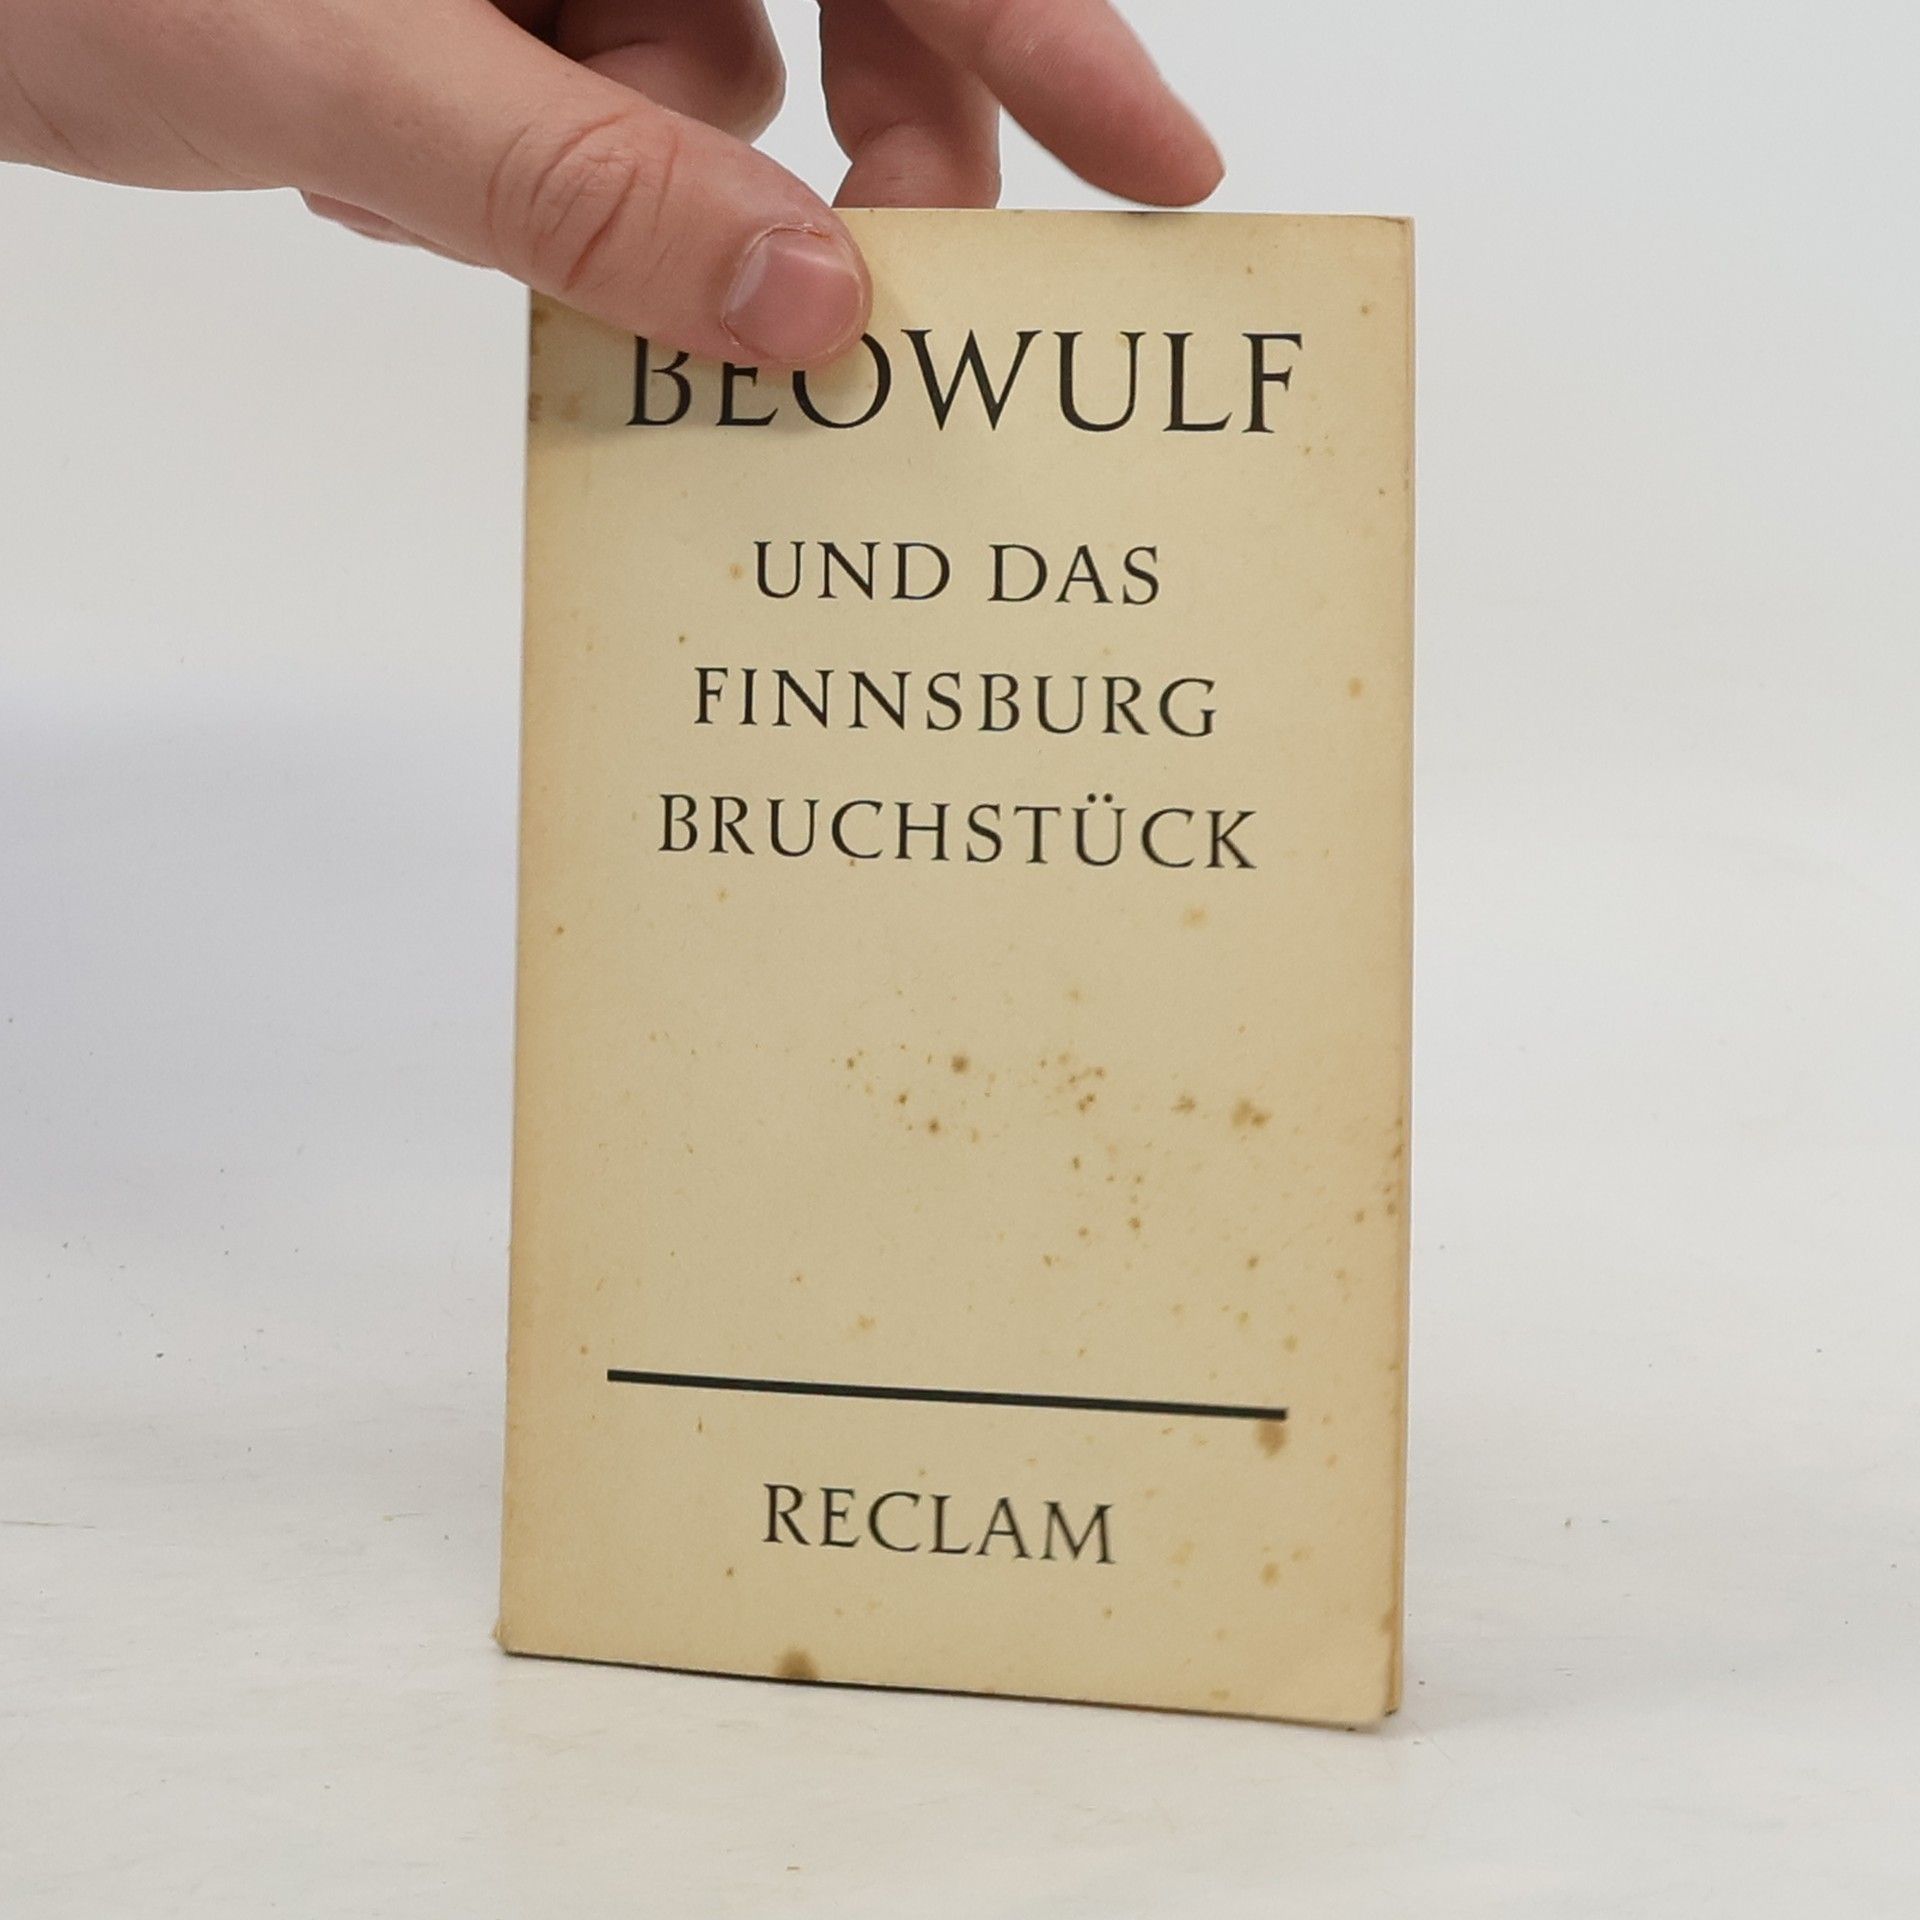 BEOWULF
UND DAS
FINNSBURG
BRUCHSTÜCK
RECLAM